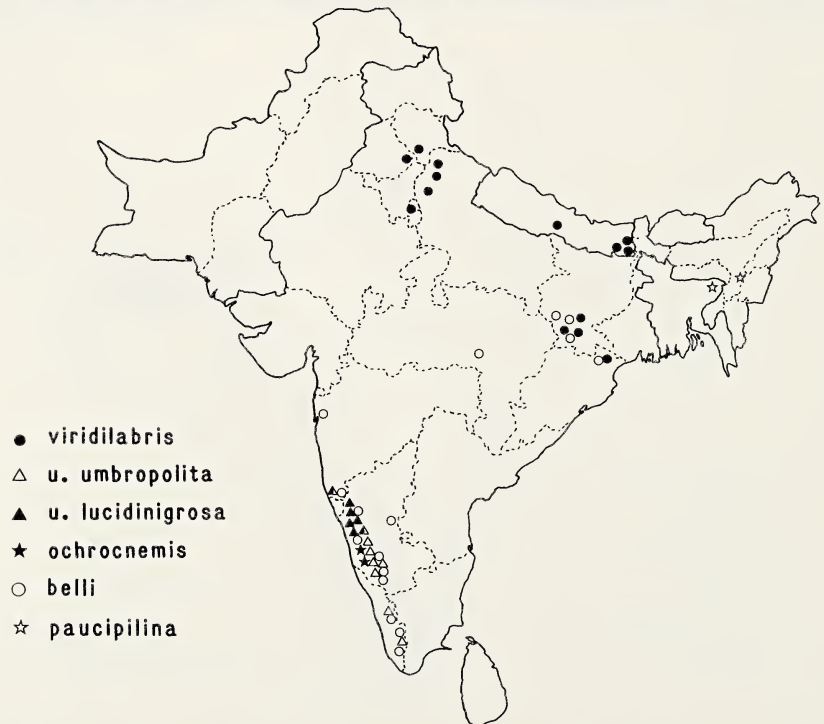 viridilabris
u. umbropolita
u. lucidinigrosa
ochrocnemis
belli
paucipilina